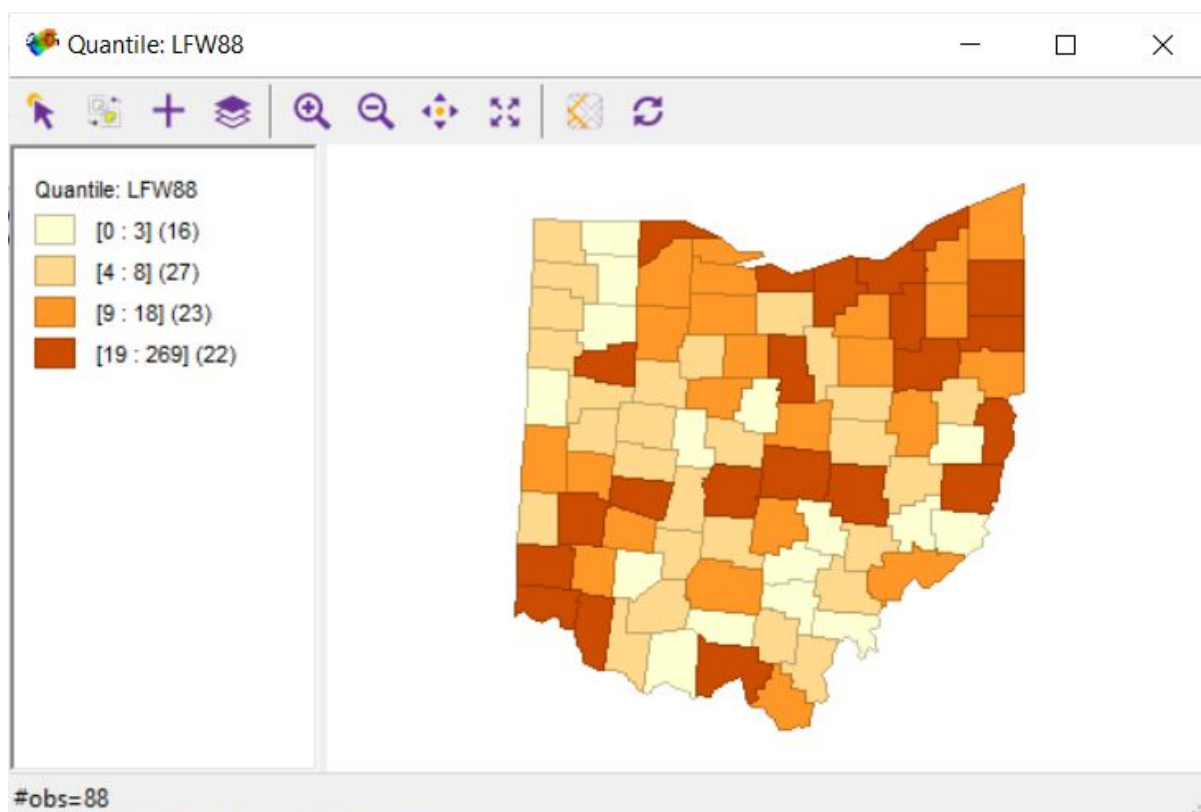 Quantile: LFW88
Quantile: LFW88
[0 : 3] (16)
[4 : 8] (27)
[9 : 18] (23)
[19 : 269] (22)
#obs=88